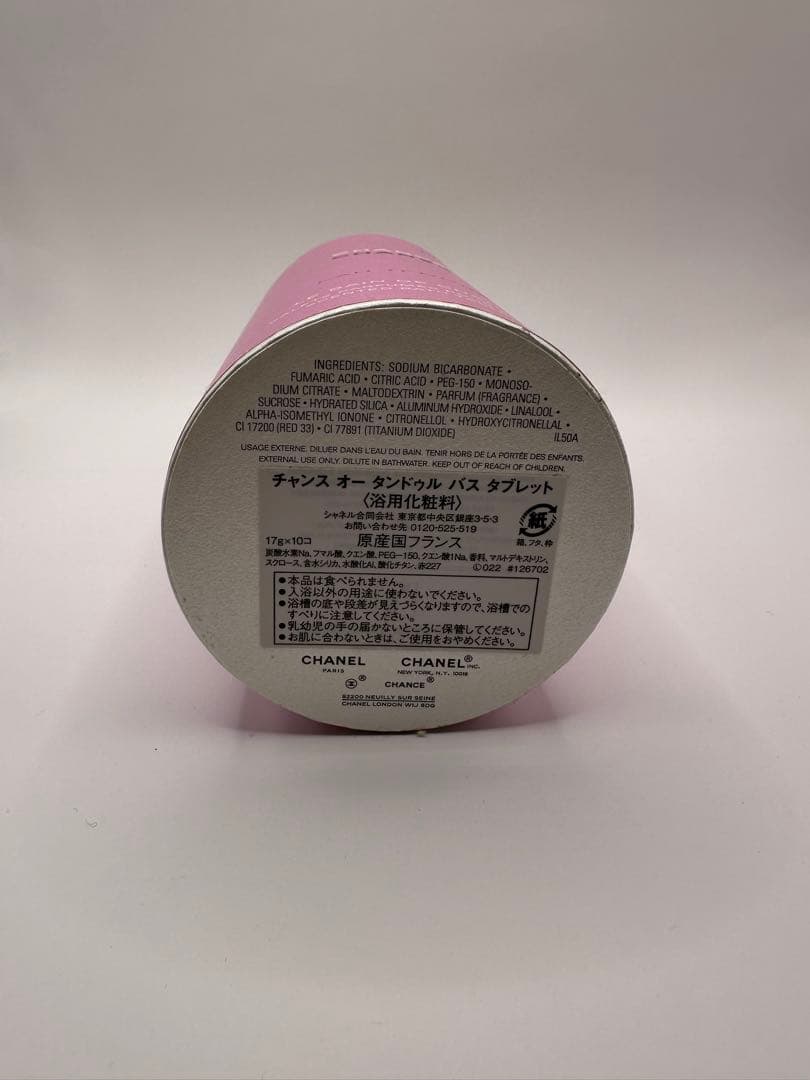 CHANEL
INGREDIENTS: SODIUM BICARBONATE •
FUMARIC ACID • CITRIC ACID • PEG-150 • MONOSO-
DIUM CITRATE • MALTODEXTRIN • PARFUM (FRAGRANCE) •
SUCROSE • HYDRATED SILICA • ALUMINUM HYDROXIDE • LINALOOL •
ALPHA-ISOMETHYL IONONE • CITRONELLOL • HYDROXYCITRONELLAL •
CI 17200 (RED 33) • CI 77891 (TITANIUM DIOXIDE) IL50A
USAGE EXTERNE. DILUER DANS L'EAU DU BAIN. TENIR HORS DE LA PORTÉE DES ENFANTS.
EXTERNAL USE ONLY. DILUTE IN BATHWATER. KEEP OUT OF REACH OF CHILDREN.
チャンス オー タンドゥル バス タブレット
〈浴用化粧料〉
シャネル合同会社 東京都中央区銀座3-5-3
お問い合わせ先 0120-525-519
紙
17g×10コ 原産国フランス 箱、フタ、枠
炭酸水素Na、フマル酸、クエン酸、PEG-150、クエン酸1Na、香料、マルトデキストリン、
スクロース、含水シリカ、水酸化Al、酸化チタン、赤227 Ⓛ022 #126702
●本品は食べられません。
●入浴以外の用途に使わないでください。
●浴槽の底や段差が見えづらくなりますので、浴槽での
すべりに注意してください。
●乳幼児の手の届かないところに保管してください。
●お肌に合わないときは、ご使用をおやめください。
CHANEL CHANEL® INC.
PARIS NEW YORK, N.Y. 10019
® CHANCE®
92200 NEUILLY SUR SEINE
CHANEL LONDON W1J 6DG